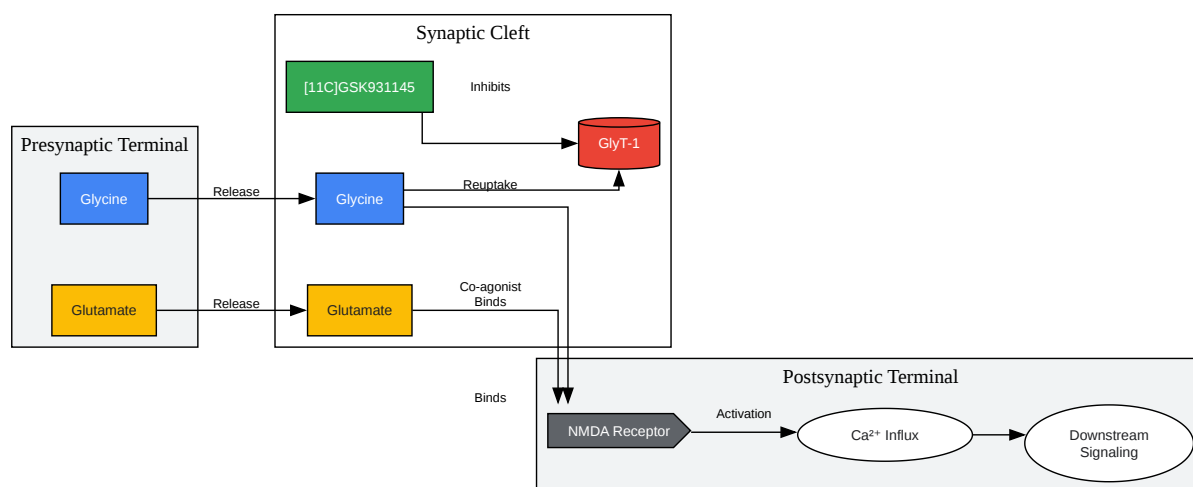 Synaptic Cleft
[11C]GSK931145
Inhibits
GlyT-1
Presynaptic Terminal
Glycine
Release
Glycine
Reuptake
Glutamate
Release
Glutamate
Co-agonist
Binds
Postsynaptic Terminal
Binds
NMDA Receptor
Activation
Ca²⁺ Influx
Downstream
Signaling